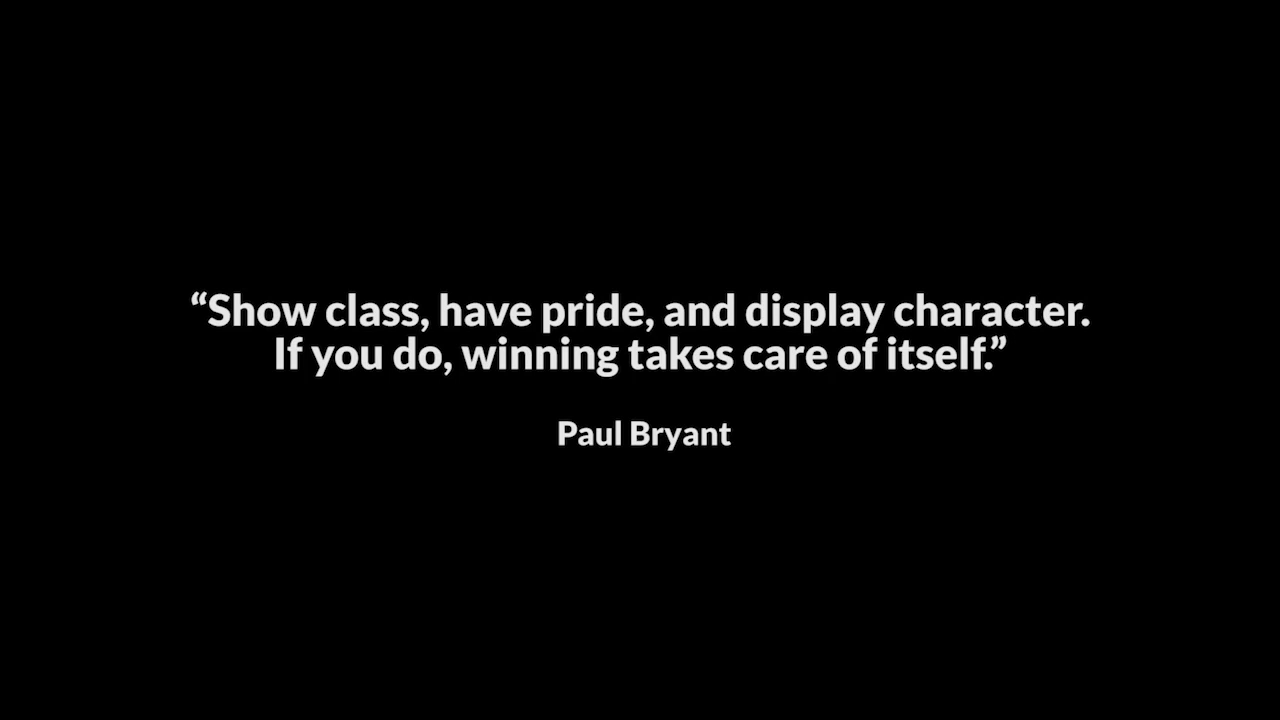 “Show class, have pride, and display character.
If you do, winning takes care of itself.”
Paul Bryant